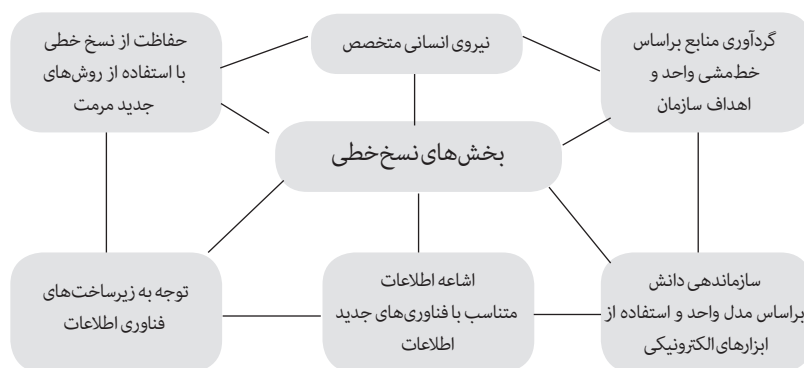 گردآوری منابع براساس
خط‌مشی واحد و
اهداف سازمان
نیروی انسانی متخصص
حفاظت از نسخ خطی
با استفاده از روش‌های
جدید مرمت
بخش‌های نسخ‌خطی
سازماندهی دانش
براساس مدل واحد و استفاده از
ابزارهای الکترونیکی
اشاعه اطلاعات
متناسب با فناوری‌های جدید
اطلاعات
توجه به زیرساخت‌های
فناوری اطلاعات